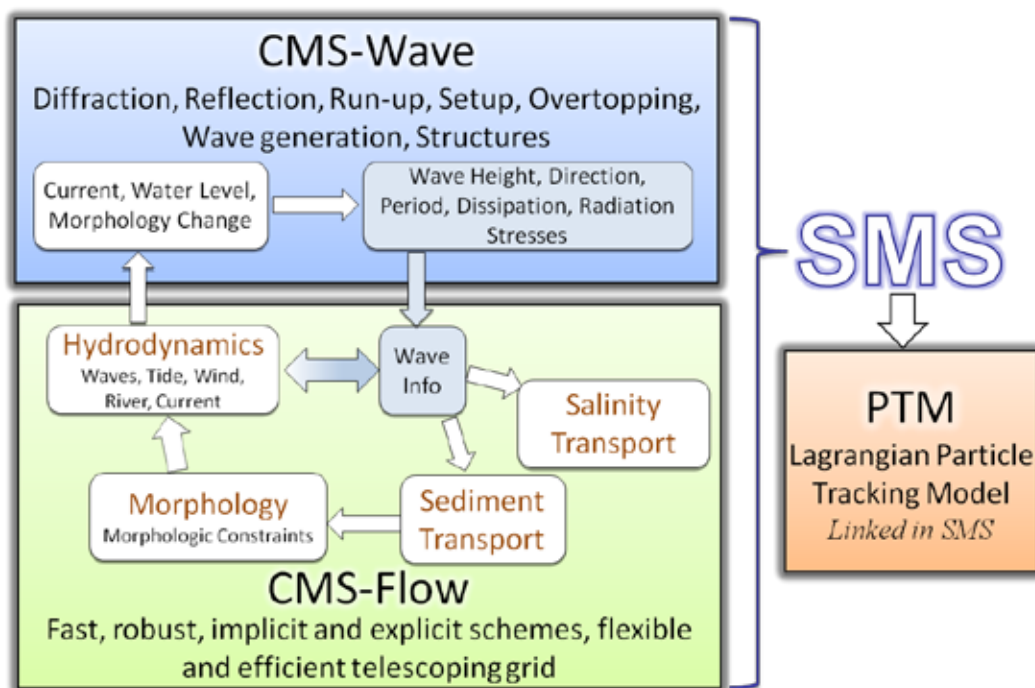 CMS-Wave
Diffraction, Reflection, Run-up, Setup, Overtopping,
Wave generation, Structures
Current, Water Level,
Morphology Change
Wave Height, Direction,
Period, Dissipation, Radiation
Stresses
Hydrodynamics
Waves, Tide, Wind,
River, Current
Wave
Info
Salinity
Transport
Morphology
Morphologic Constraints
Sediment
Transport
CMS-Flow
Fast, robust, implicit and explicit schemes, flexible
and efficient telescoping grid
SMS
PTM
Lagrangian Particle
Tracking Model
Linked in SMS